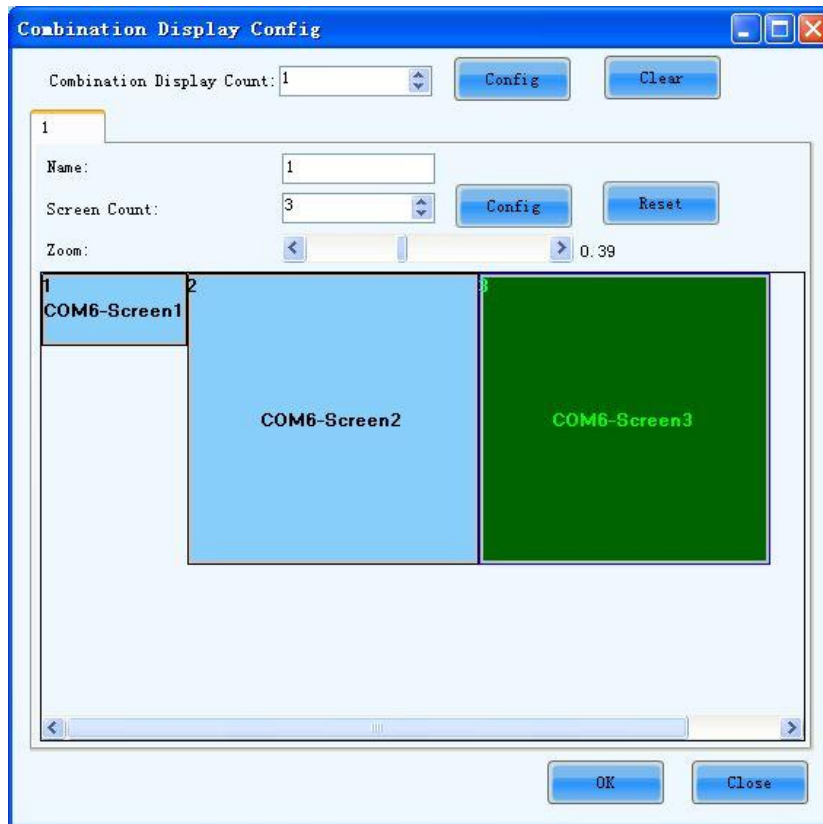 Combination Display Config
Combination Display Count: 1 Config Clear
1
Name: 1
Screen Count: 3 Config Reset
Zoom: 0.39
1 2 3
COM6-Screen1
COM6-Screen2 COM6-Screen3
OK Close